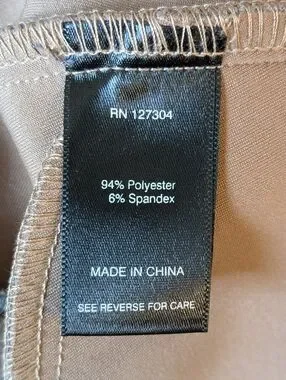 RN 127304
94% Polyester
6% Spandex
MADE IN CHINA
SEE REVERSE FOR CARE